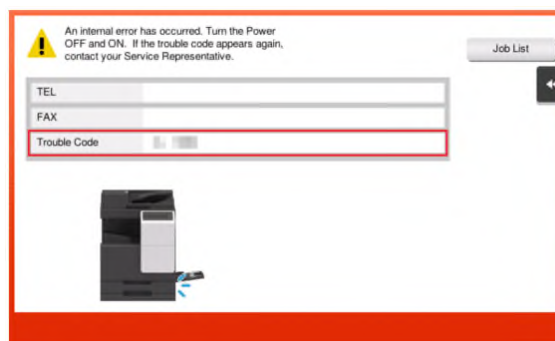 An internal error has occurred. Turn the Power
OFF and ON. If the trouble code appears again,
contact your Service Representative.
Job List
TEL
FAX
Trouble Code